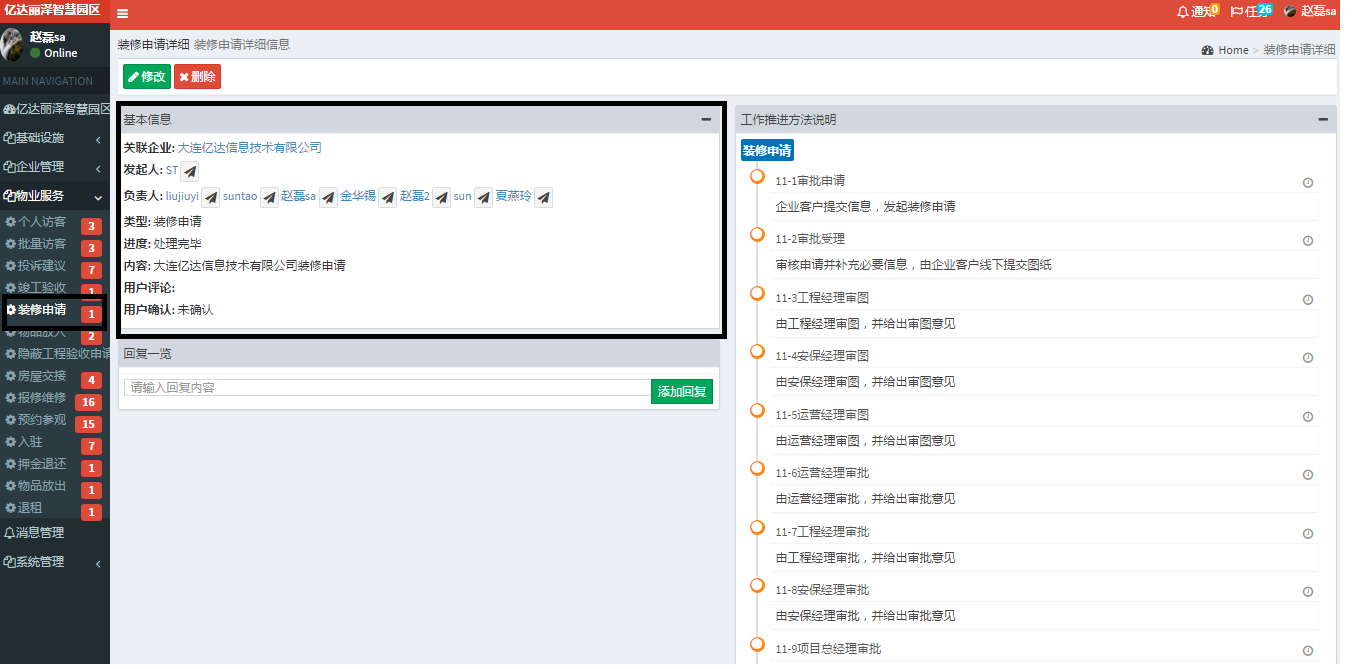 亿达丽泽智慧园区
通知 0
任务 26
赵磊sa
赵磊sa
Online
MAIN NAVIGATION
亿达丽泽智慧园区
基础设施
企业管理
物业服务
个人访客 3
批量访客 3
投诉建议 7
竣工验收 1
装修申请 1
物品放入 2
隐蔽工程验收申请
房屋交接 4
报修维修 16
预约参观 15
入驻 7
押金退还 1
物品放出 1
退租 1
消息管理
系统管理
装修申请详细 装修申请详细信息
Home > 装修申请详细
修改 删除
基本信息
关联企业: 大连亿达信息技术有限公司
发起人: ST
负责人: liujiuyi suntao 赵磊sa 金华锡 赵磊2 sun 夏燕玲
类型: 装修申请
进度: 处理完毕
内容: 大连亿达信息技术有限公司装修申请
用户评论:
用户确认: 未确认
回复一览
请输入回复内容 添加回复
工作推进方法说明
装修申请
11-1审批申请
企业客户提交信息，发起装修申请
11-2审批受理
审核申请并补充必要信息，由企业客户线下提交图纸
11-3工程经理审图
由工程经理审图，并给出审图意见
11-4安保经理审图
由安保经理审图，并给出审图意见
11-5运营经理审图
由运营经理审图，并给出审图意见
11-6运营经理审批
由运营经理审批，并给出审批意见
11-7工程经理审批
由工程经理审批，并给出审批意见
11-8安保经理审批
由安保经理审批，并给出审批意见
11-9项目总经理审批